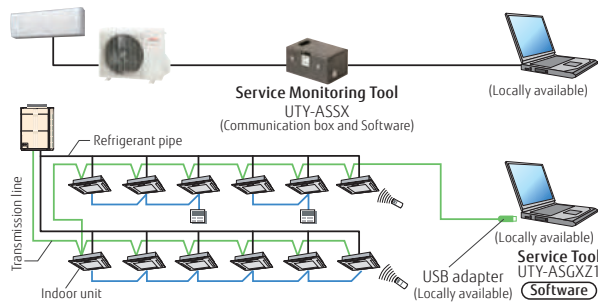 Service Monitoring Tool
UTY-ASSX
(Communication box and Software)
(Locally available)
Refrigerant pipe
Transmission line
Indoor unit
USB adapter
(Locally available)
(Locally available)
Service Tool
UTY-ASGXZ1
Software